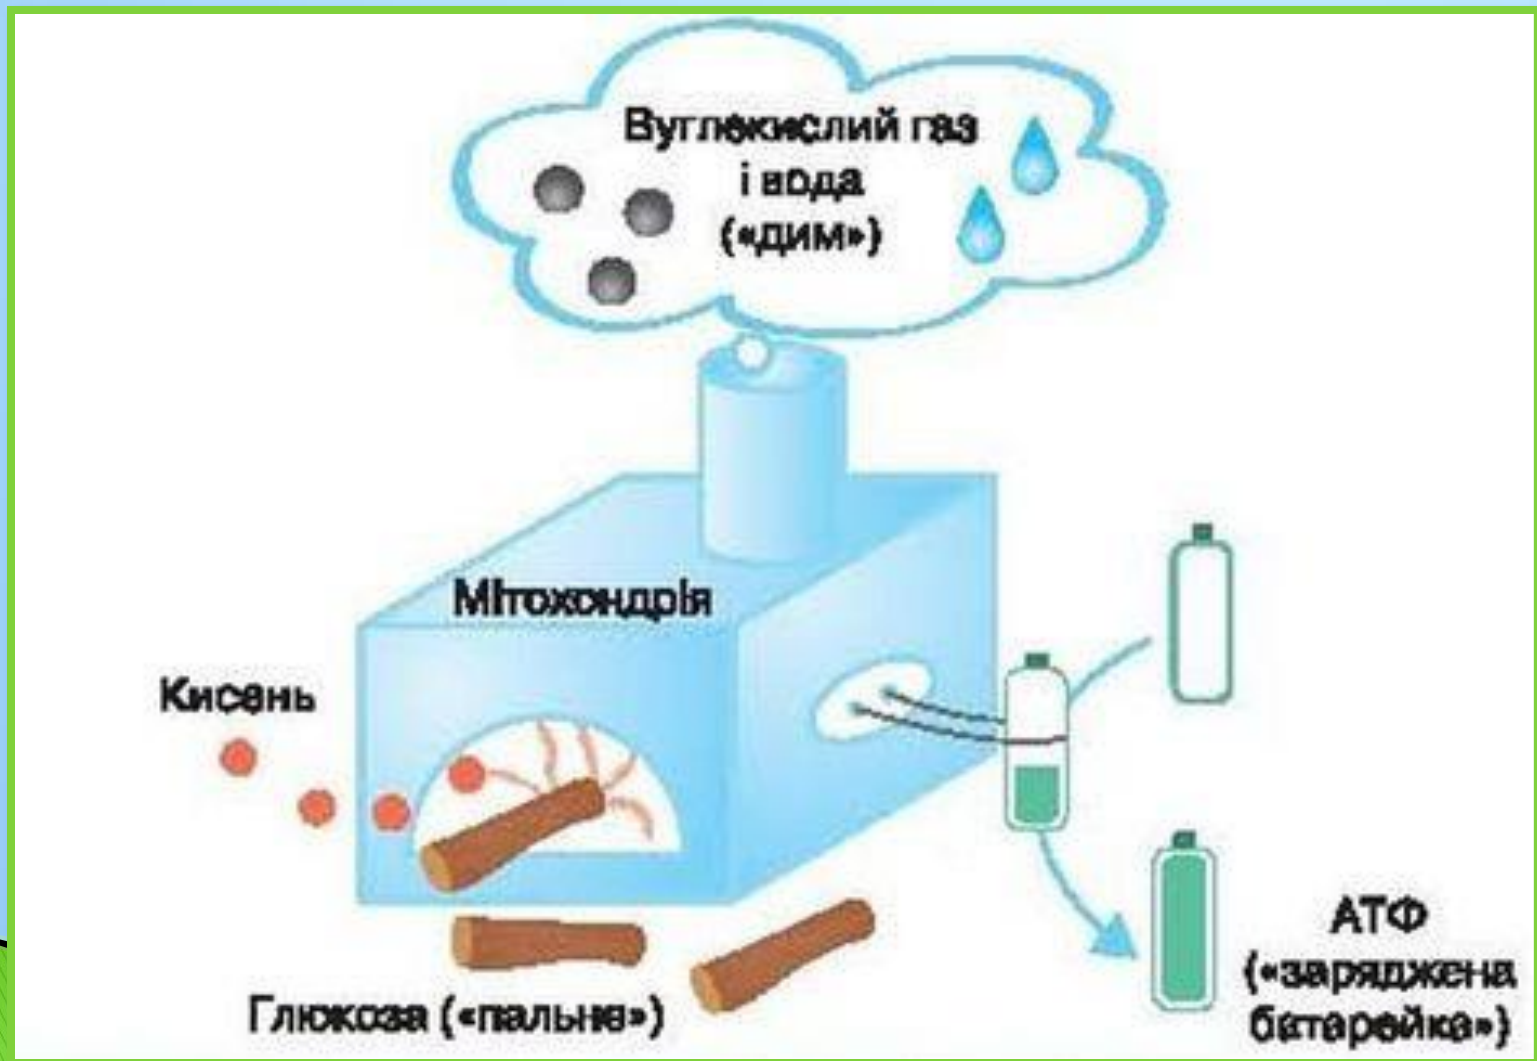 Вуглекислий газ
і вода
(«дим»)
Мітохондрія
Кисень
Глюкоза («пальне»)
АТФ
(«заряджена
батарейка»)